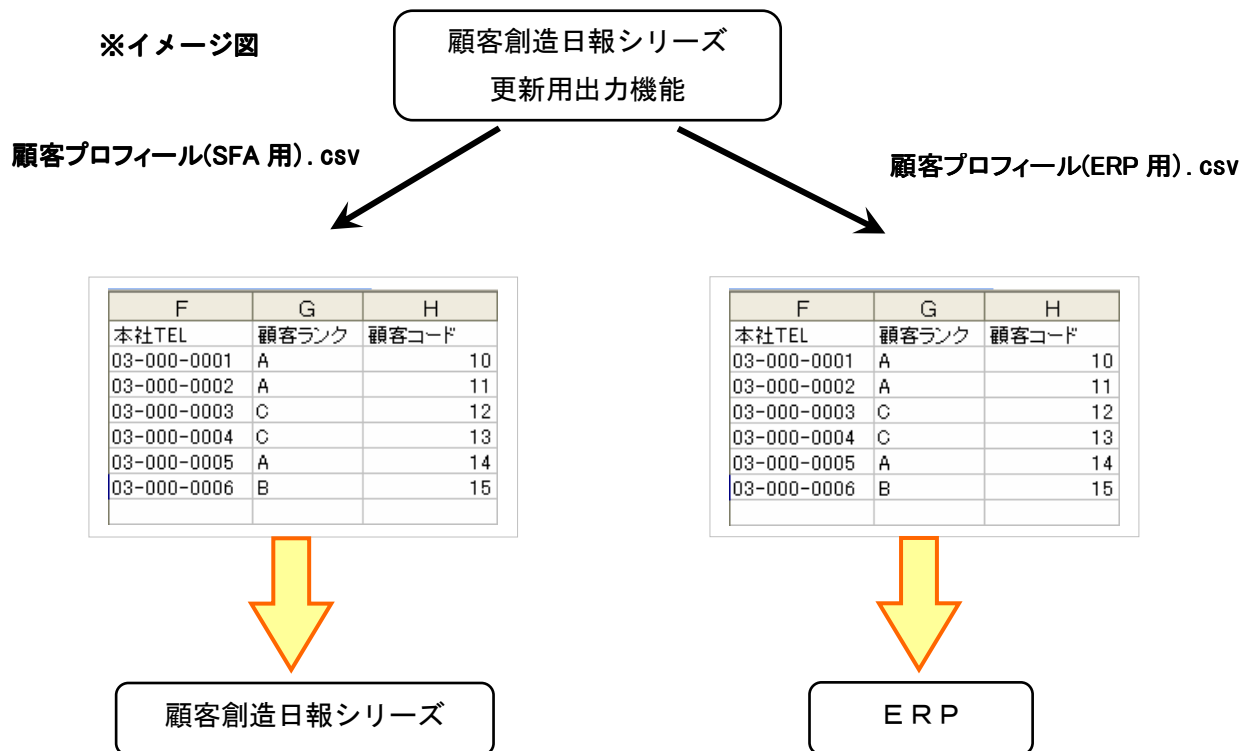 ※イメージ図
顧客創造日報シリーズ
更新用出力機能
顧客プロフィール(SFA 用).csv
顧客プロフィール(ERP 用).csv
F G H
本社TEL 顧客ランク 顧客コード
03-000-0001 A 10
03-000-0002 A 11
03-000-0003 C 12
03-000-0004 C 13
03-000-0005 A 14
03-000-0006 B 15
F G H
本社TEL 顧客ランク 顧客コード
03-000-0001 A 10
03-000-0002 A 11
03-000-0003 C 12
03-000-0004 C 13
03-000-0005 A 14
03-000-0006 B 15
顧客創造日報シリーズ
ERP